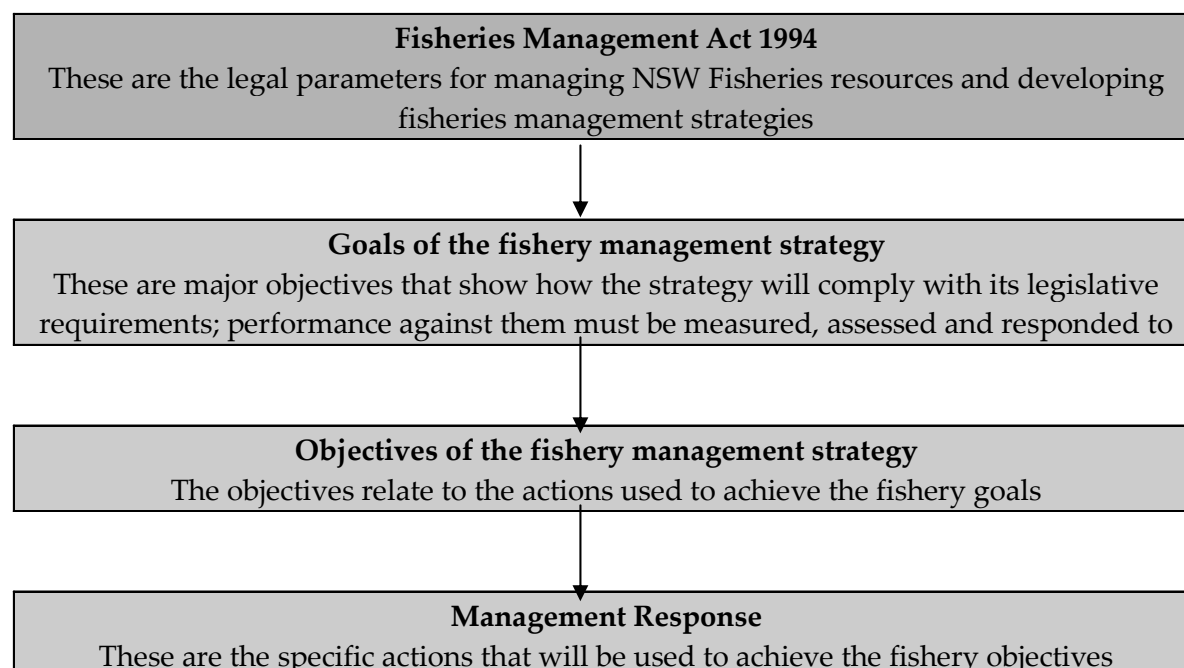 Fisheries Management Act 1994
These are the legal parameters for managing NSW Fisheries resources and developing
fisheries management strategies
Goals of the fishery management strategy
These are major objectives that show how the strategy will comply with its legislative
requirements; performance against them must be measured, assessed and responded to
Objectives of the fishery management strategy
The objectives relate to the actions used to achieve the fishery goals
Management Response
These are the specific actions that will be used to achieve the fishery objectives